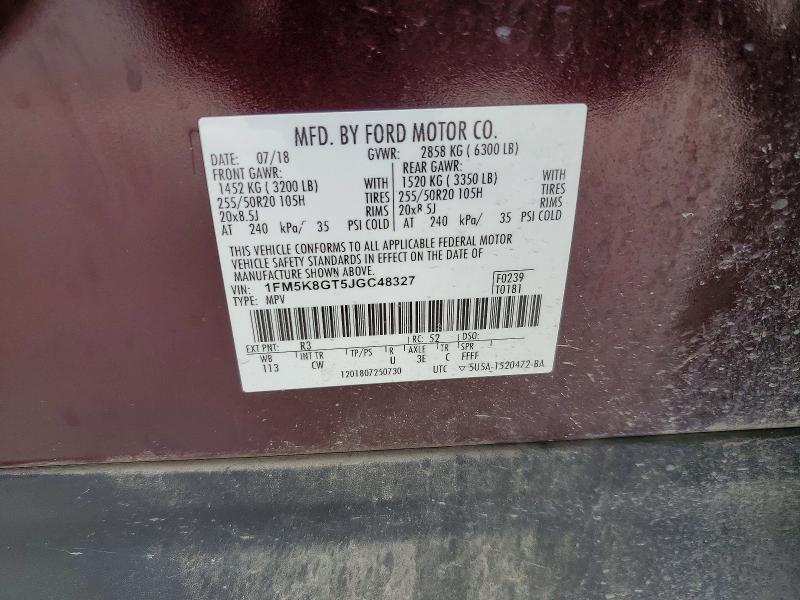 MFD. BY FORD MOTOR CO.
DATE: 07/18 GVWR: 2858 KG ( 6300 LB)
FRONT GAWR: REAR GAWR:
1452 KG ( 3200 LB) WITH 1520 KG ( 3350 LB) WITH
255/50R20 105H TIRES 255/50R20 105H TIRES
20x8.5J RIMS 20x8.5J RIMS
AT 240 kPa/ 35 PSI COLD AT 240 kPa/ 35 PSI COLD
THIS VEHICLE CONFORMS TO ALL APPLICABLE FEDERAL MOTOR
VEHICLE SAFETY STANDARDS IN EFFECT ON THE DATE OF
MANUFACTURE SHOWN ABOVE.
VIN: 1FM5K8GT5JGC48327 F0239
TYPE: MPV T0181
EXT PNT: R3 RC: 52 DSO:
WB INT TR TP/PS R AXLE TR SPR
113 CW U 3E C FFFF
1201807250730 UTC ▽ 5U5A-1520472-BA